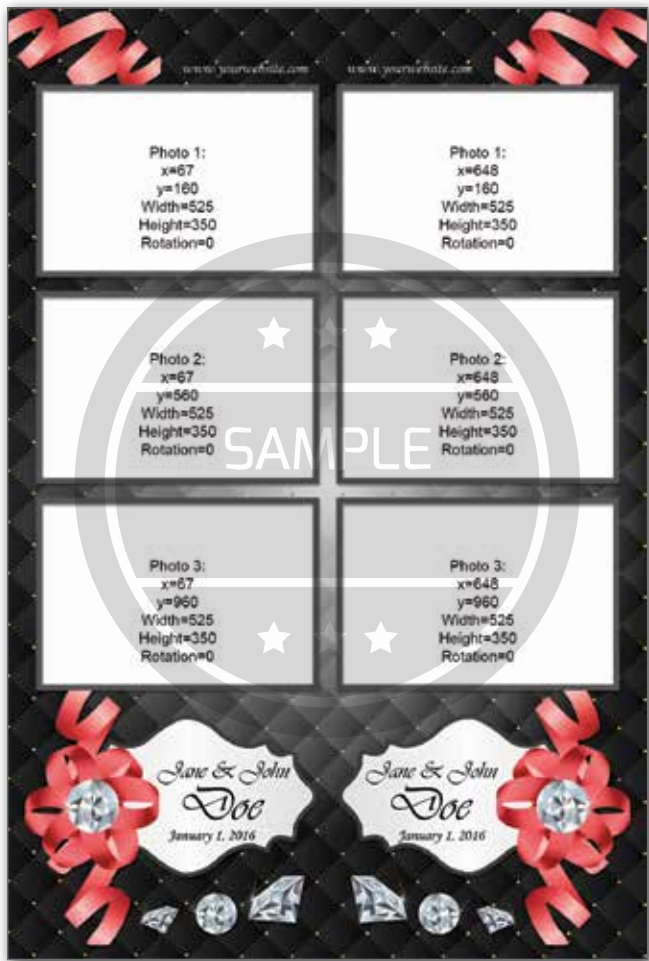 www.yourwebsite.com
www.yourwebsite.com
Photo 1:
x=67
y=160
Width=525
Height=350
Rotation=0
Photo 1:
x=648
y=160
Width=525
Height=350
Rotation=0
Photo 2:
x=67
y=560
Width=525
Height=350
Rotation=0
Photo 2:
x=648
y=560
Width=525
Height=350
Rotation=0
SAMPLE
Photo 3:
x=67
y=960
Width=525
Height=350
Rotation=0
Photo 3:
x=648
y=960
Width=525
Height=350
Rotation=0
Jane & John
Doe
January 1, 2016
Jane & John
Doe
January 1, 2016